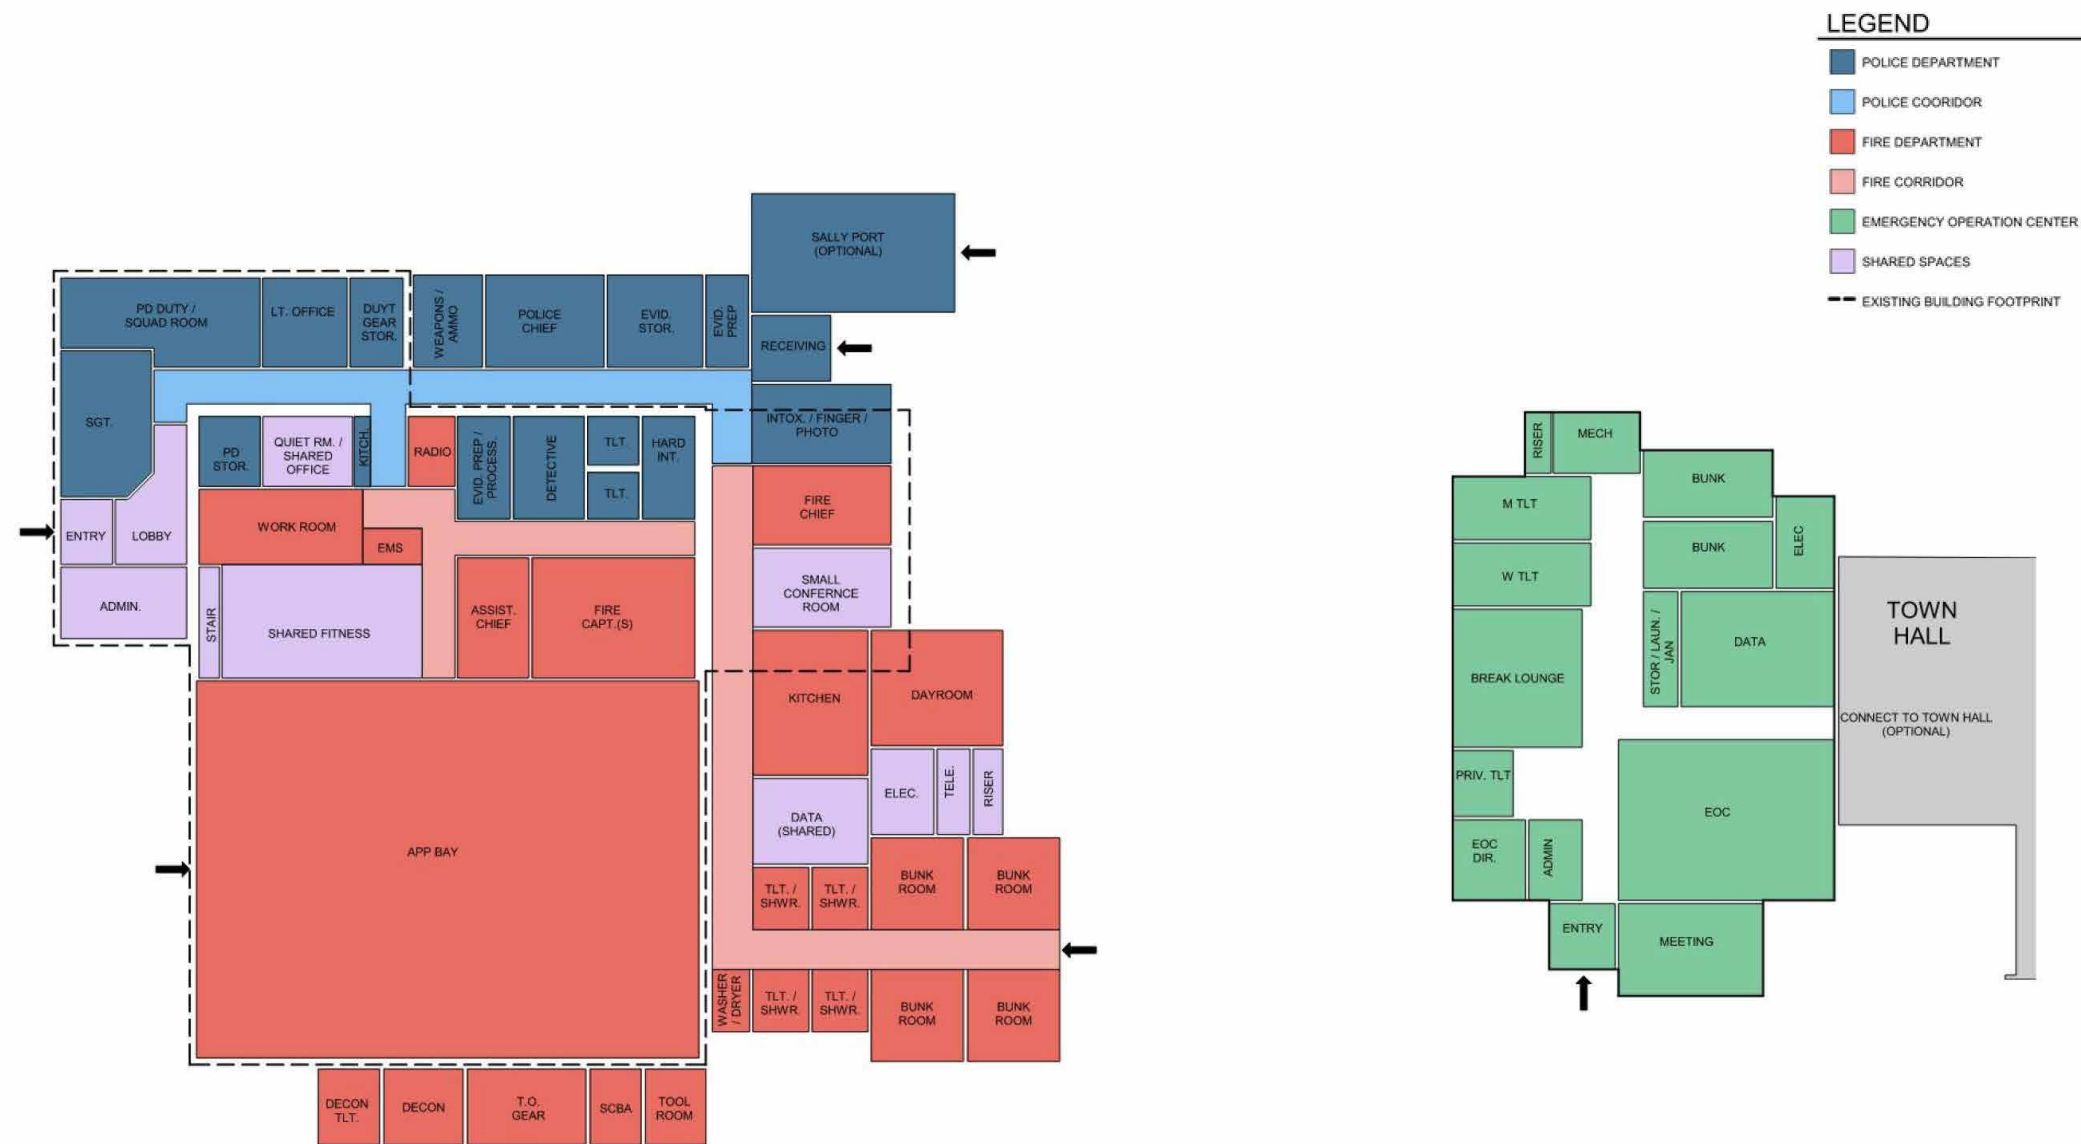 LEGEND
POLICE DEPARTMENT
POLICE COORIDOR
FIRE DEPARTMENT
FIRE CORRIDOR
EMERGENCY OPERATION CENTER
SHARED SPACES
EXISTING BUILDING FOOTPRINT
SALLY PORT
(OPTIONAL)
PD DUTY /
SQUAD ROOM
LT. OFFICE
DUYT
GEAR
STOR.
WEAPONS /
AMMO
POLICE
CHIEF
EVID.
STOR.
EVID.
PREP
RECEIVING
SGT.
PD
STOR.
QUIET RM. /
SHARED
OFFICE
KITCH.
RADIO
EVID. PREP /
PROCESS.
DETECTIVE
TLT.
TLT.
HARD
INT.
INTOX. / FINGER /
PHOTO
ENTRY
LOBBY
WORK ROOM
EMS
FIRE
CHIEF
ADMIN.
STAIR
SHARED FITNESS
ASSIST.
CHIEF
FIRE
CAPT.(S)
SMALL
CONFERNCE
ROOM
KITCHEN
DAYROOM
ELEC.
TELE.
RISER
DATA
(SHARED)
APP BAY
TLT. /
SHWR.
TLT. /
SHWR.
BUNK
ROOM
BUNK
ROOM
WASHER
/ DRYER
TLT. /
SHWR.
TLT. /
SHWR.
BUNK
ROOM
BUNK
ROOM
DECON
TLT.
DECON
T.O.
GEAR
SCBA
TOOL
ROOM
RISER
MECH
M TLT
BUNK
W TLT
BUNK
ELEC
BREAK LOUNGE
STOR / LAUN. /
JAN
DATA
TOWN
HALL
CONNECT TO TOWN HALL
(OPTIONAL)
PRIV. TLT
EOC
EOC
DIR.
ADMIN
ENTRY
MEETING